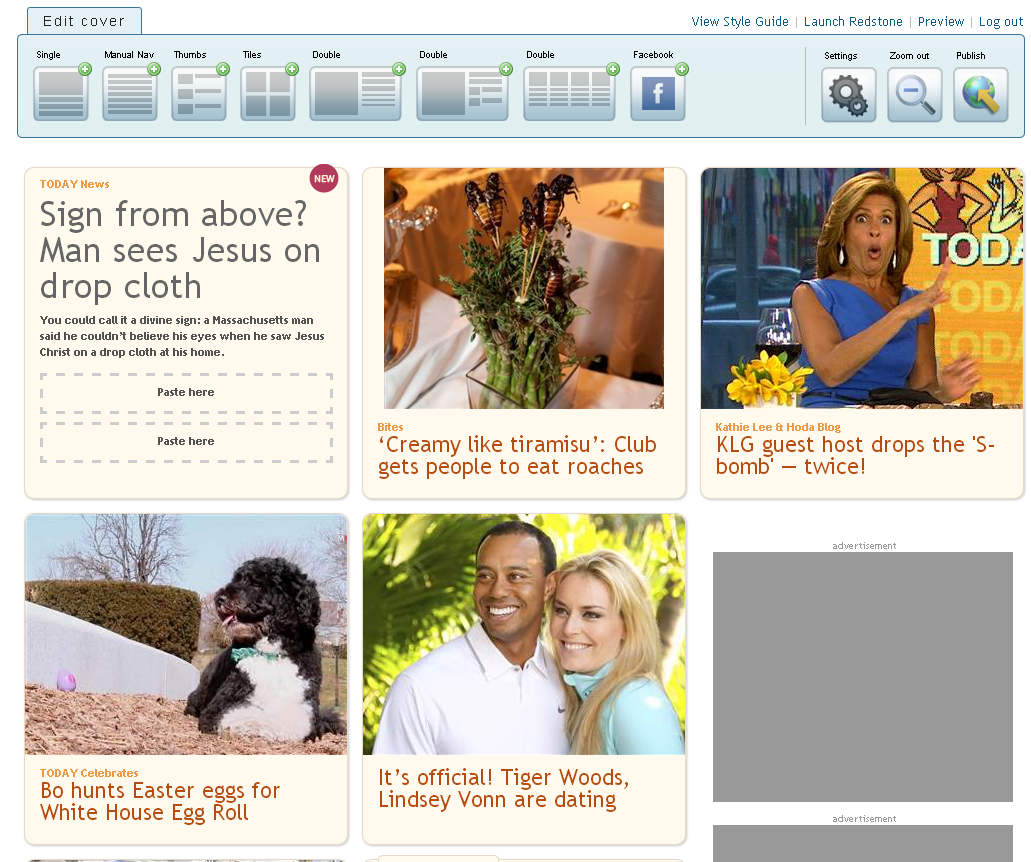 Edit cover
View Style Guide | Launch Redstone | Preview | Log out
Single
Manual Nav
Thumbs
Tiles
Double
Double
Double
Facebook
Settings
Zoom out
Publish
f
NEW
TODAY News
Sign from above?
Man sees Jesus on
drop cloth
You could call it a divine sign: a Massachusetts man
said he couldn't believe his eyes when he saw Jesus
Christ on a drop cloth at his home.
Paste here
Paste here
Bites
‘Creamy like tiramisu’: Club
gets people to eat roaches
TODA
ODA
TODA
Kathie Lee & Hoda Blog
KLG guest host drops the 'S-
bomb' — twice!
TODAY Celebrates
Bo hunts Easter eggs for
White House Egg Roll
It’s official! Tiger Woods,
Lindsey Vonn are dating
advertisement
advertisement